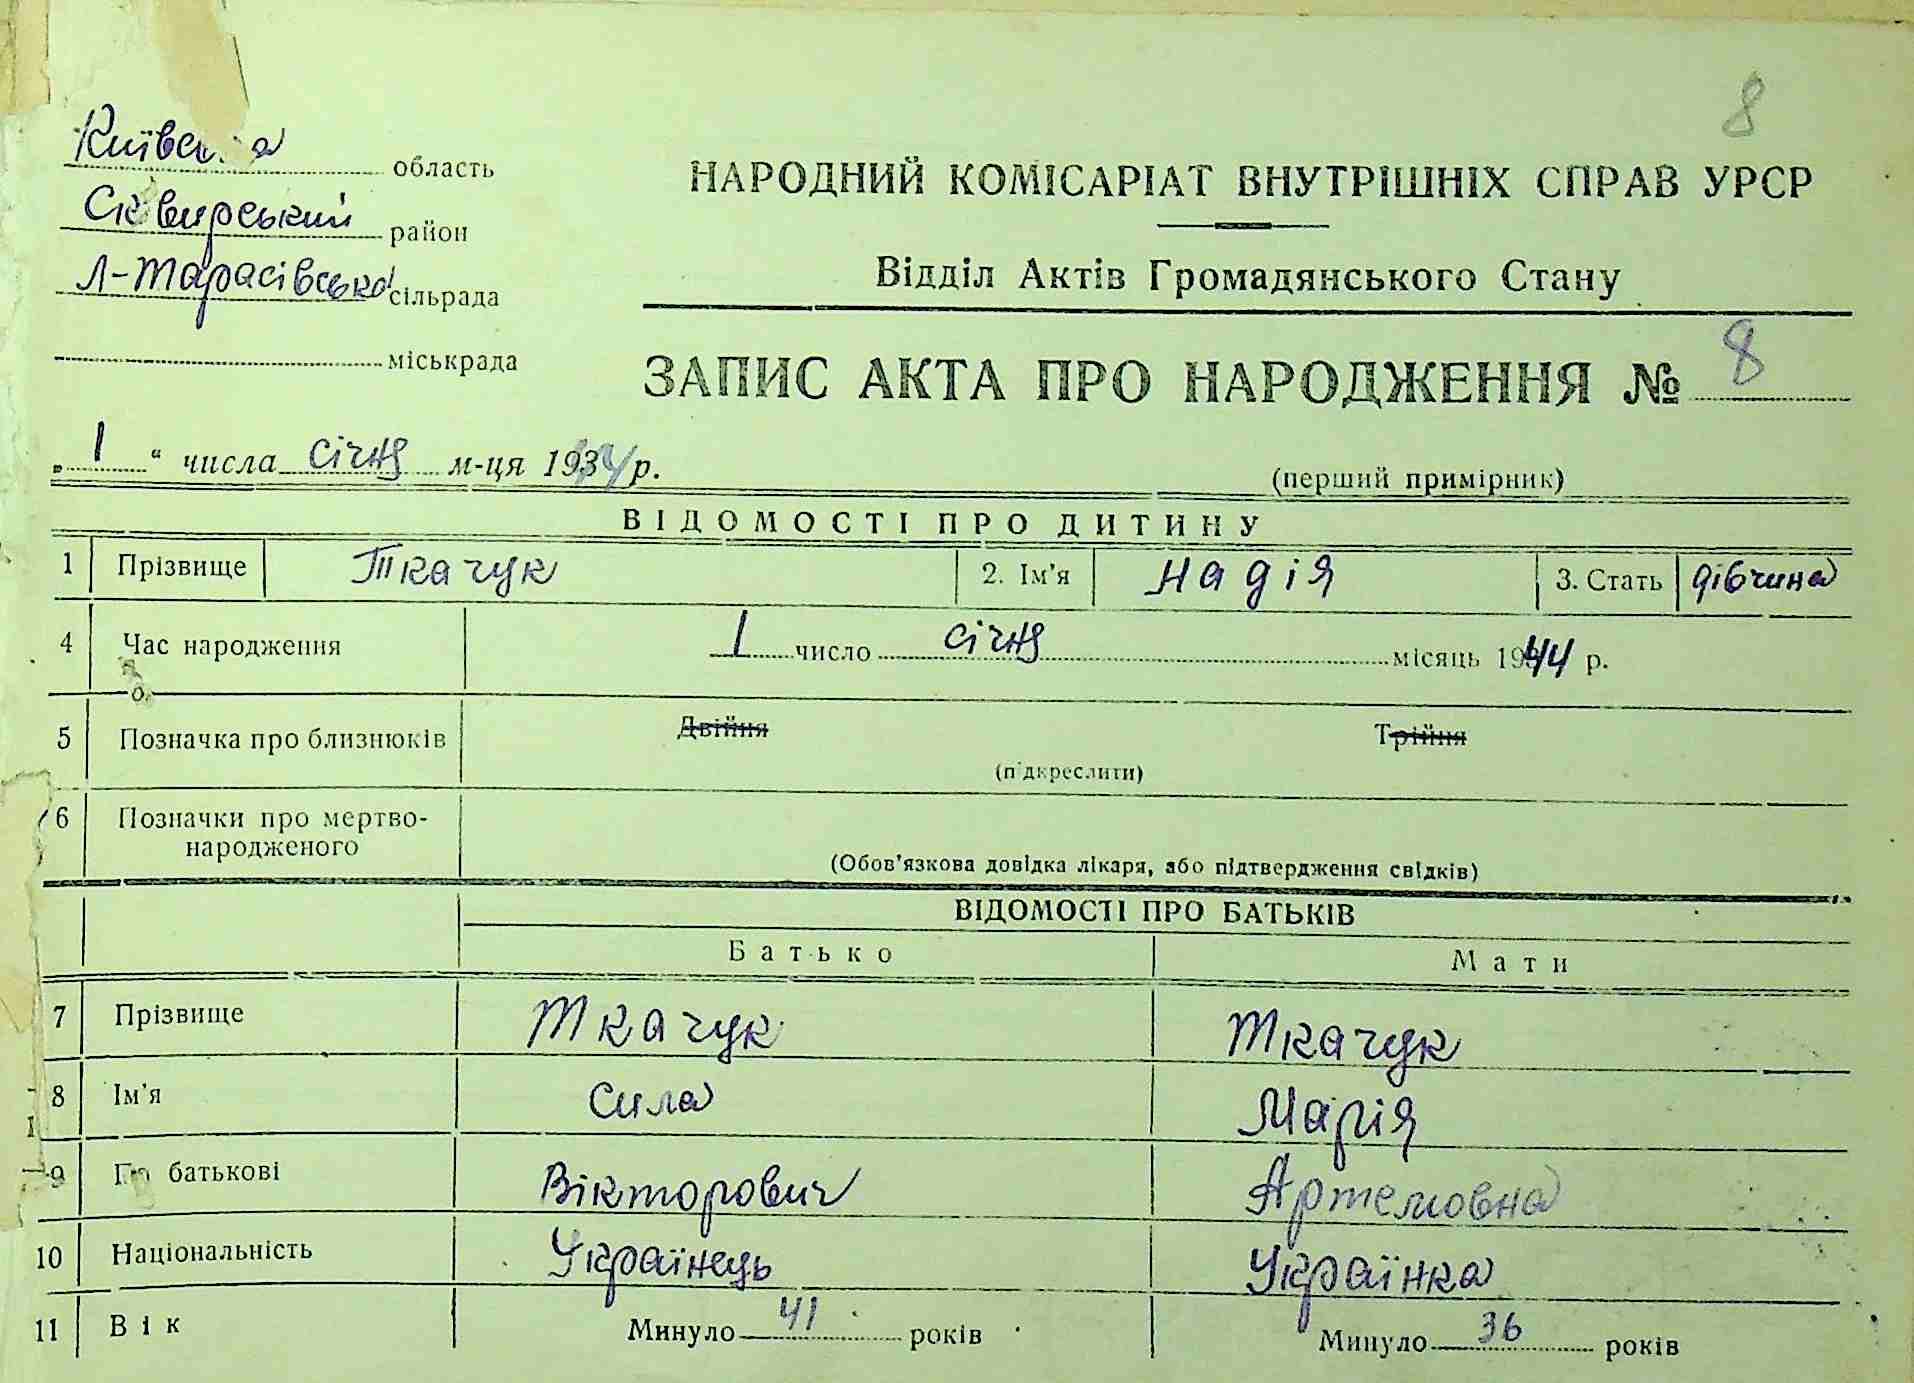 8
Київська область
Сквирський район
Л-Тарасівська сільрада
міськрада
НАРОДНИЙ КОМІСАРІАТ ВНУТРІШНІХ СПРАВ УРСР
Відділ Актів Громадянського Стану
ЗАПИС АКТА ПРО НАРОДЖЕННЯ № 8
„1“ числа січня м-ця 1944 р.
(перший примірник)
ВІДОМОСТІ ПРО ДИТИНУ
1 Прізвище Ткачук 2. Ім'я Надія 3. Стать дівчина
4 Час народження 1 число січня місяць 1944 р.
5 Позначка про близнюків Двійня Трійня
(підкреслити)
6 Позначки про мертво-
народженого
(Обов'язкова довідка лікаря, або підтвердження свідків)
ВІДОМОСТІ ПРО БАТЬКІВ
Батько Мати
7 Прізвище Ткачук Ткачук
8 Ім'я Сила Марія
9 По батькові Вікторович Артемовна
10 Національність Українець Українка
11 Вік Минуло 41 років Минуло 36 років